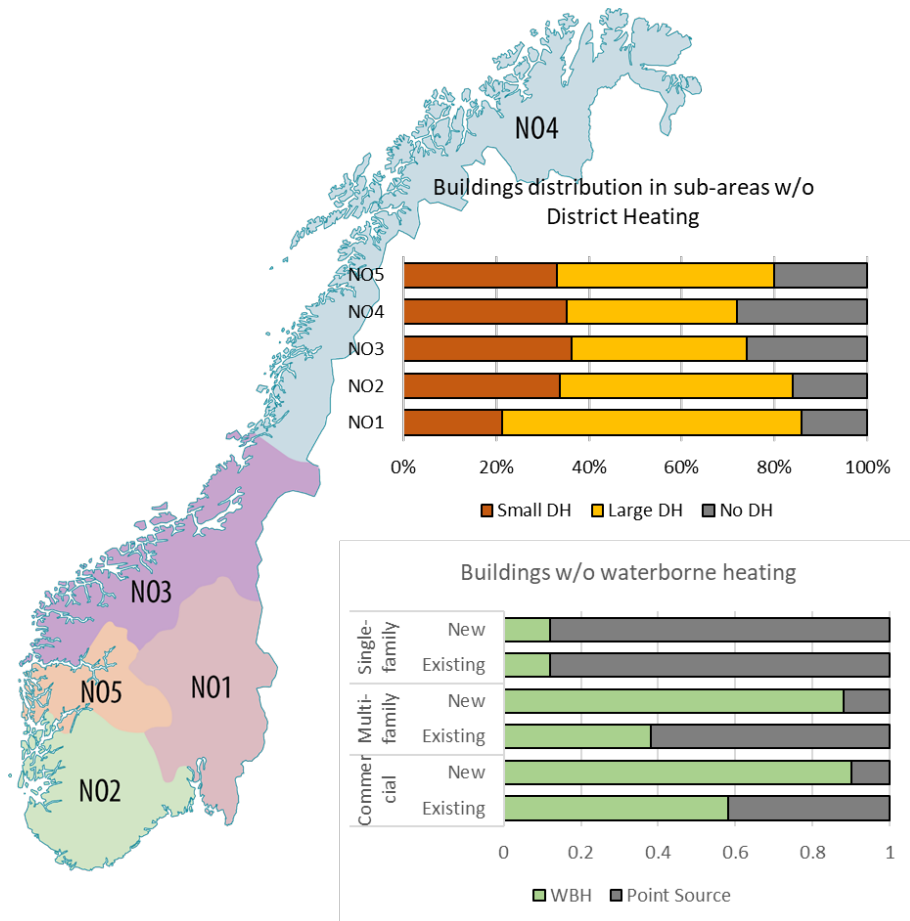 NO4
Buildings distribution in sub-areas w/o
District Heating
NO5
NO4
NO3
NO2
NO1
0% 20% 40% 60% 80% 100%
Small DH Large DH No DH
NO3
NO5
NO1
NO2
Buildings w/o waterborne heating
Single-
family
New
Existing
Multi-
family
New
Existing
Commer
cial
New
Existing
0 0.2 0.4 0.6 0.8 1
WBH Point Source